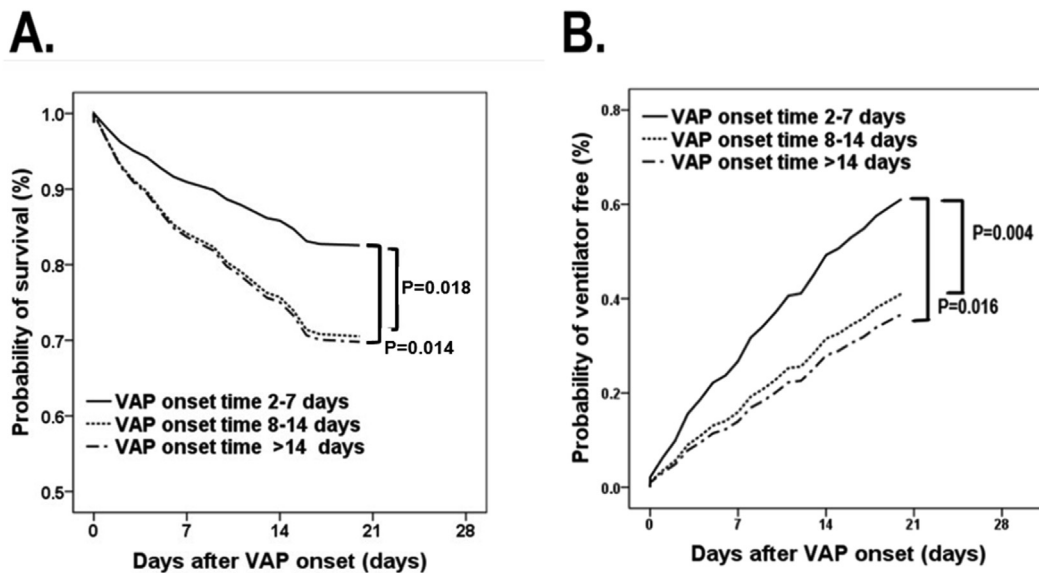 A.
Probability of survival (%)
1.0
0.9
0.8
0.7
0.6
0.5
P=0.018
P=0.014
VAP onset time 2-7 days
VAP onset time 8-14 days
VAP onset time >14 days
0 7 14 21 28
Days after VAP onset (days)
B.
Probability of ventilator free (%)
0.8
0.6
0.4
0.2
0.0
VAP onset time 2-7 days
VAP onset time 8-14 days
VAP onset time >14 days
P=0.004
P=0.016
0 7 14 21 28
Days after VAP onset (days)